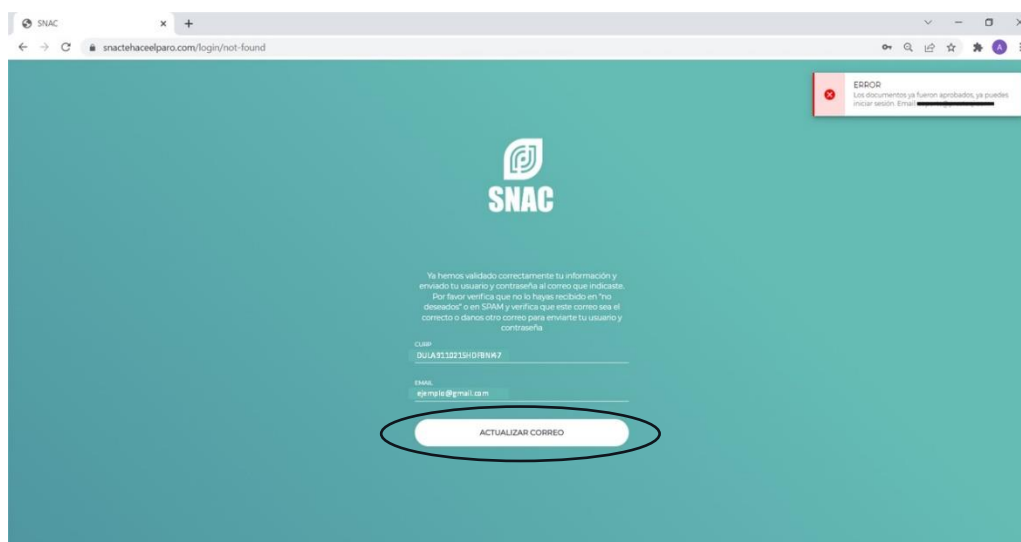 SNAC
snactehaceelparo.com/login/not-found
A
ERROR
Los documentos ya fueron aprobados, ya puedes
iniciar sesión. Email:
SNAC
Ya hemos validado correctamente tu información y
enviado tu usuario y contraseña al correo que indicaste.
Por favor verifica que no lo hayas recibido en "no
deseados" o en SPAM y verifica que este correo sea el
correcto o danos otro correo para enviarte tu usuario y
contraseña
CURP
EMAIL
ejemplo@gmail.com
ACTUALIZAR CORREO